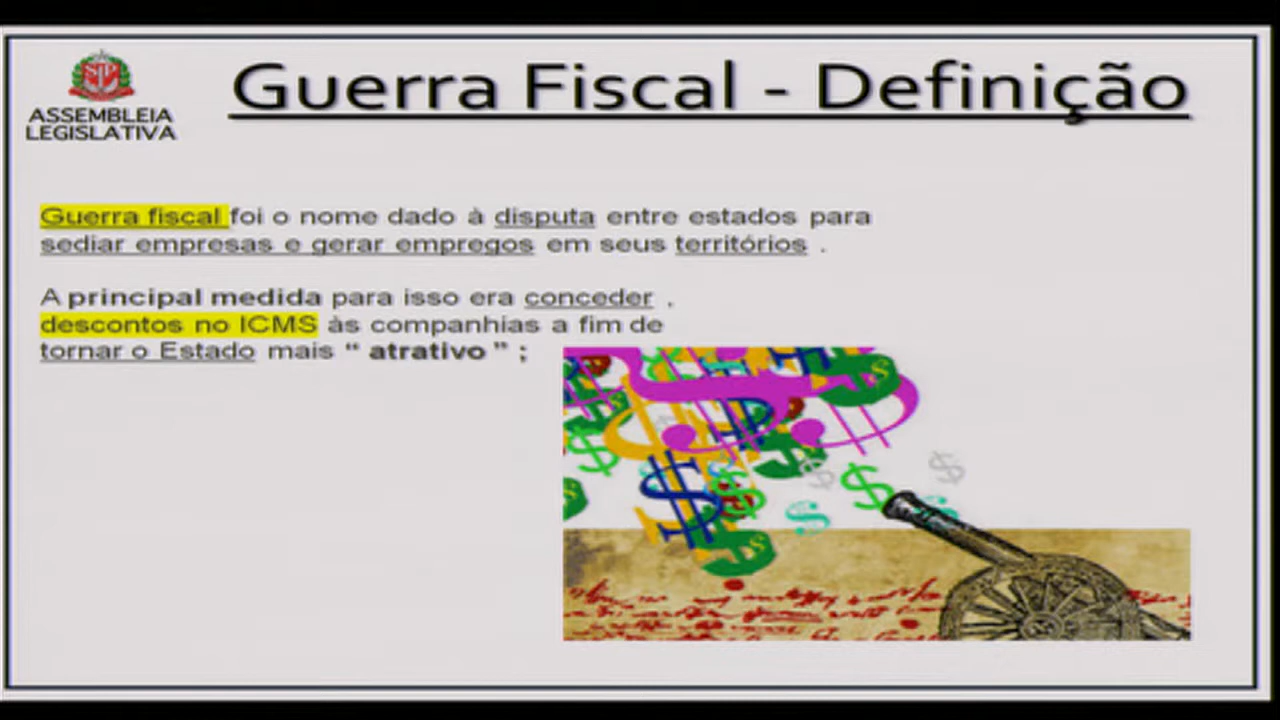 ASSEMBLEIA
LEGISLATIVA
Guerra Fiscal - Definição
Guerra fiscal foi o nome dado à disputa entre estados para
sediar empresas e gerar empregos em seus territórios .
A principal medida para isso era conceder .
descontos no ICMS às companhias a fim de
tornar o Estado mais “ atrativo ” ;